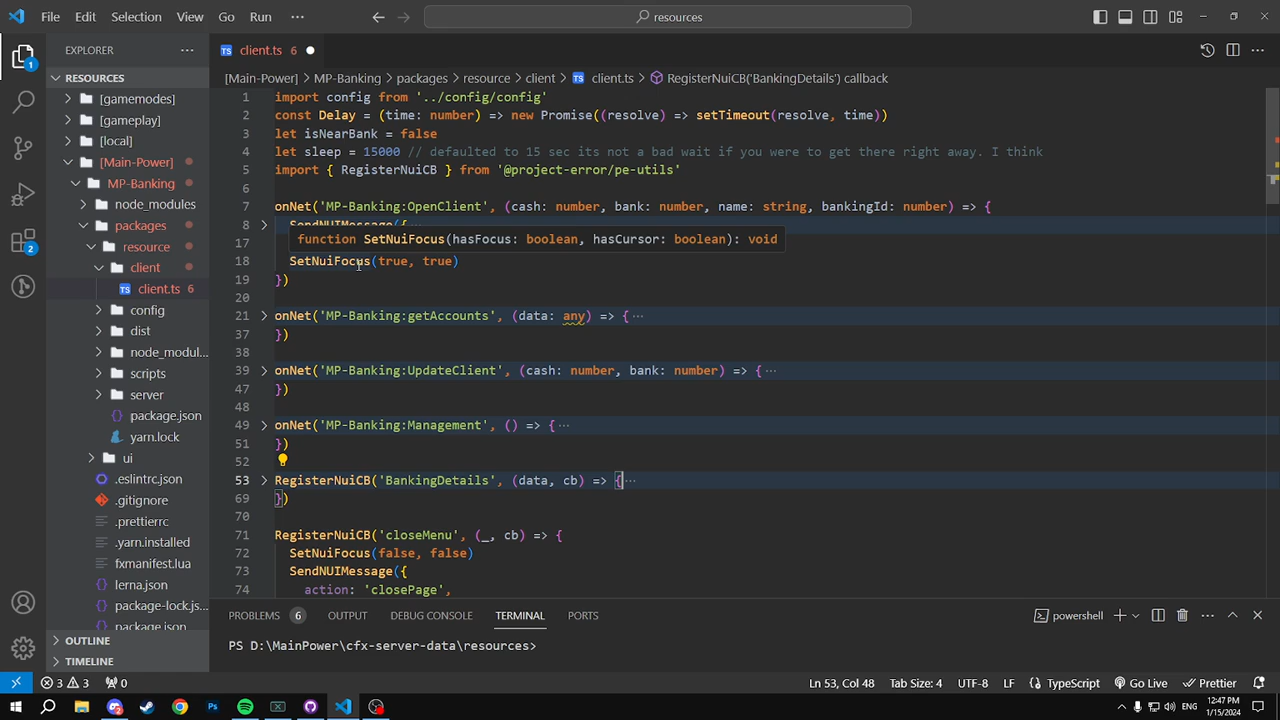 File Edit Selection View Go Run ··· resources
EXPLORER ···
RESOURCES
[gamemodes]
[gameplay]
[local]
[Main-Power]
MP-Banking
node_modules
packages
resource
client
TS client.ts 6
config
dist
node_modul...
scripts
server
package.json
yarn.lock
ui
.eslintrc.json
.gitignore
.prettierrc
.yarn.installed
fxmanifest.lua
lerna.json
package-lock.js...
package.json
OUTLINE
TIMELINE
1
2
TS client.ts 6
[Main-Power] > MP-Banking > packages > resource > client > TS client.ts > RegisterNuiCB('BankingDetails') callback
1 import config from '../config/config'
2 const Delay = (time: number) => new Promise((resolve) => setTimeout(resolve, time))
3 let isNearBank = false
4 let sleep = 15000 // defaulted to 15 sec its not a bad wait if you were to get there right away. I think
5 import { RegisterNuiCB } from '@project-error/pe-utils'
6
7 onNet('MP-Banking:OpenClient', (cash: number, bank: number, name: string, bankingId: number) => {
8 SendNUIMessage({ ···
function SetNuiFocus(hasFocus: boolean, hasCursor: boolean): void
17
18 SetNuiFocus(true, true)
19 })
20
21 onNet('MP-Banking:getAccounts', (data: any) => { ···
37 })
38
39 onNet('MP-Banking:UpdateClient', (cash: number, bank: number) => { ···
47 })
48
49 onNet('MP-Banking:Management', () => { ···
51 })
52
53 RegisterNuiCB('BankingDetails', (data, cb) => { ···
69 })
70
71 RegisterNuiCB('closeMenu', (_, cb) => {
72 SetNuiFocus(false, false)
73 SendNUIMessage({
74 action: 'closePage',
PROBLEMS 6 OUTPUT DEBUG CONSOLE TERMINAL PORTS powershell
PS D:\MainPower\cfx-server-data\resources>
3 3 0 Ln 53, Col 48 Tab Size: 4 UTF-8 LF TypeScript Go Live Prettier
12:47 PM
1/15/2024